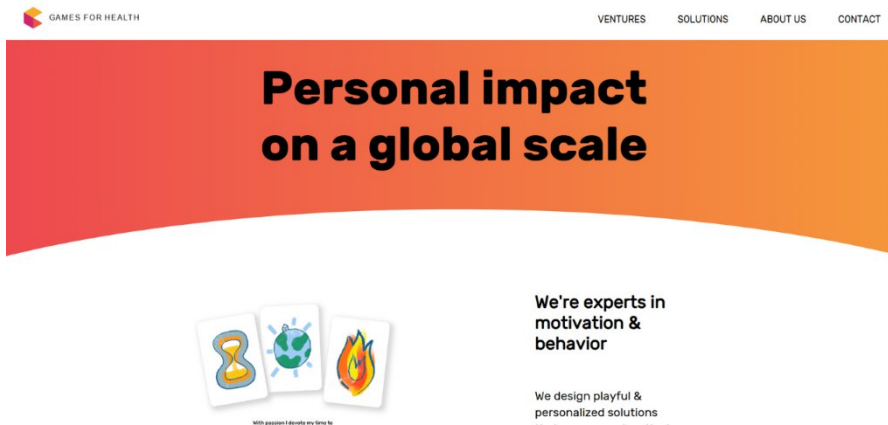 GAMES FOR HEALTH
VENTURES SOLUTIONS ABOUT US CONTACT
Personal impact
on a global scale
We're experts in
motivation &
behavior
We design playful &
personalized solutions
With passion I devote my time to